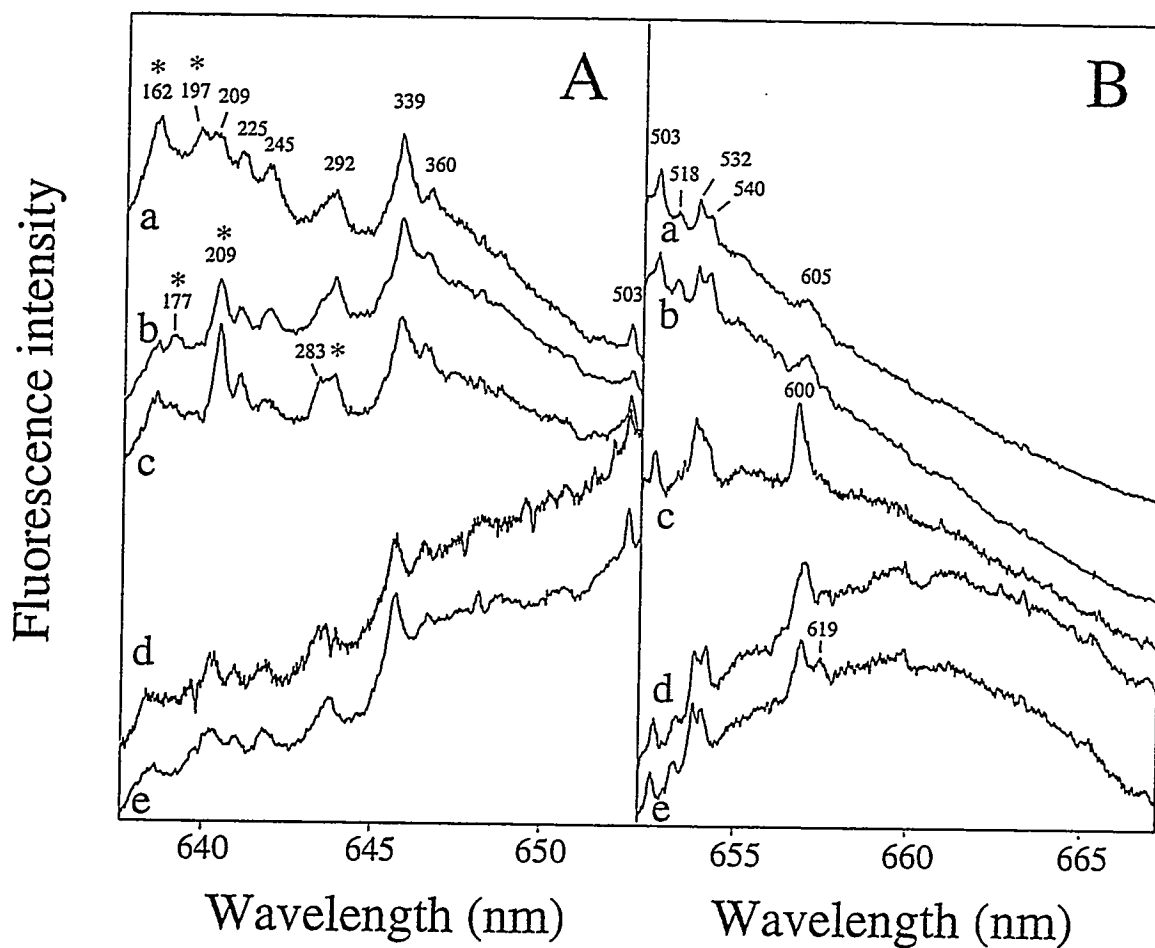 A
B
* *
162 197 209
225
245
292
339
360
503
503
518
532
540
a
a
605
*
209
*
177
b
b
283 *
600
c
c
d
d
619
e
e
Fluorescence intensity
640 645 650 655 660 665
Wavelength (nm) Wavelength (nm)